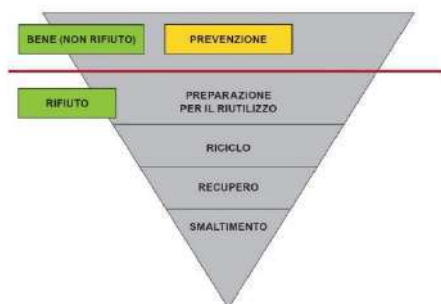 BENE (NON RIFIUTO)
PREVENZIONE
RIFIUTO
PREPARAZIONE
PER IL RIUTILIZZO
RICICLO
RECUPERO
SMALTIMENTO